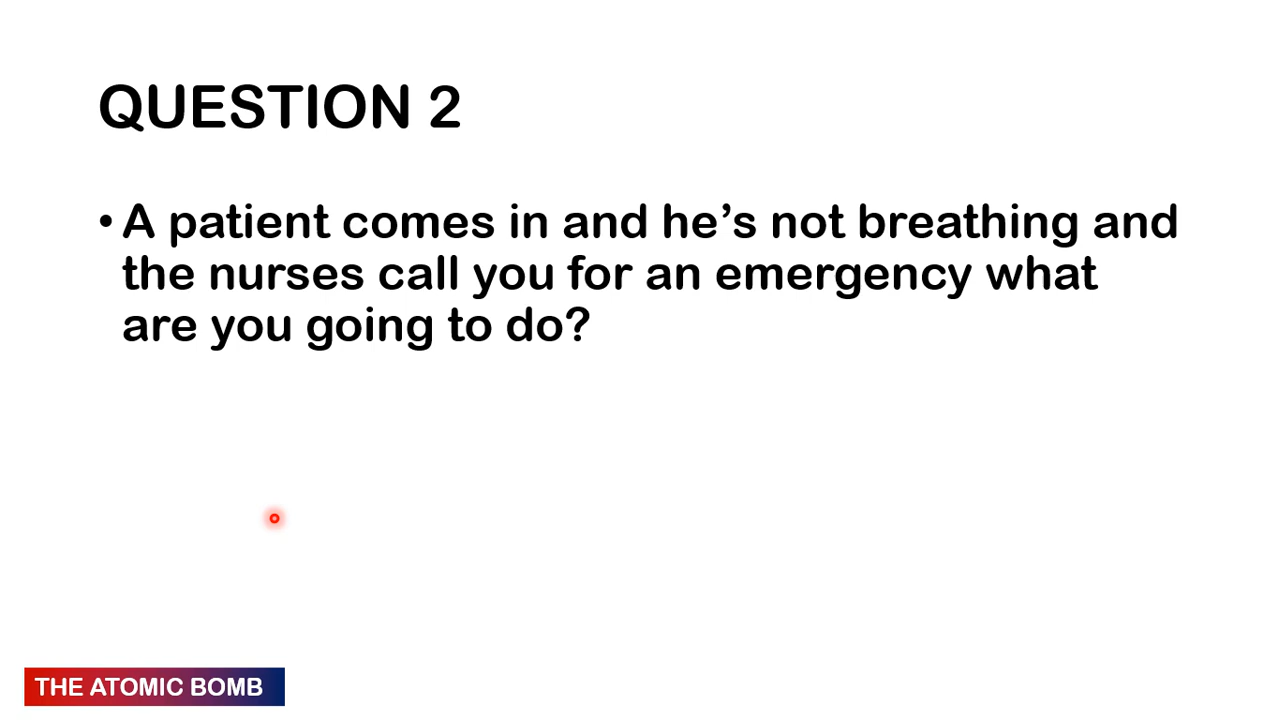 QUESTION 2
• A patient comes in and he’s not breathing and
the nurses call you for an emergency what
are you going to do?
THE ATOMIC BOMB